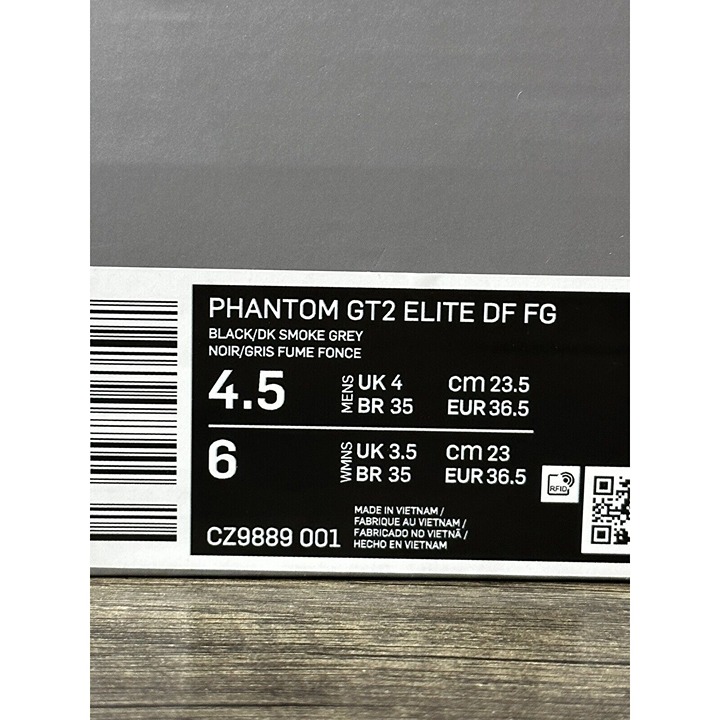 PHANTOM GT2 ELITE DF FG
BLACK/DK SMOKE GREY
NOIR/GRIS FUME FONCE
4.5 MENS UK 4 cm 23.5
BR 35 EUR 36.5
6 WMNS UK 3.5 cm 23
BR 35 EUR 36.5
RFID
CZ9889 001
MADE IN VIETNAM /
FABRIQUE AU VIETNAM /
FABRICADO NO VIETNÃ /
HECHO EN VIETNAM